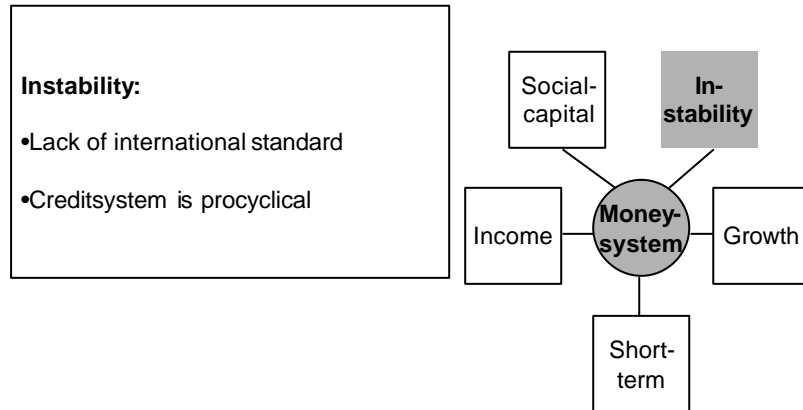 Instability:
•Lack of international standard
•Creditsystem is procyclical
Social-
capital
In-
stability
Money-
system
Income
Growth
Short-
term